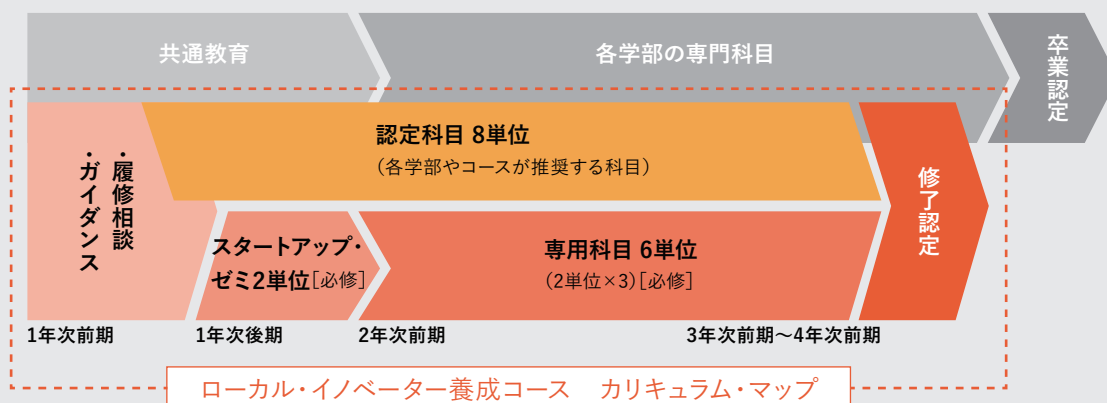 共通教育
各学部の専門科目
卒業認定
・履修相談
・ガイダンス
認定科目 8単位
（各学部やコースが推奨する科目）
スタートアップ・
ゼミ2単位[必修]
専用科目 6単位
（2単位×3）[必修]
修了認定
1年次前期
1年次後期
2年次前期
3年次前期～4年次前期
ローカル・イノベーター養成コース　カリキュラム・マップ